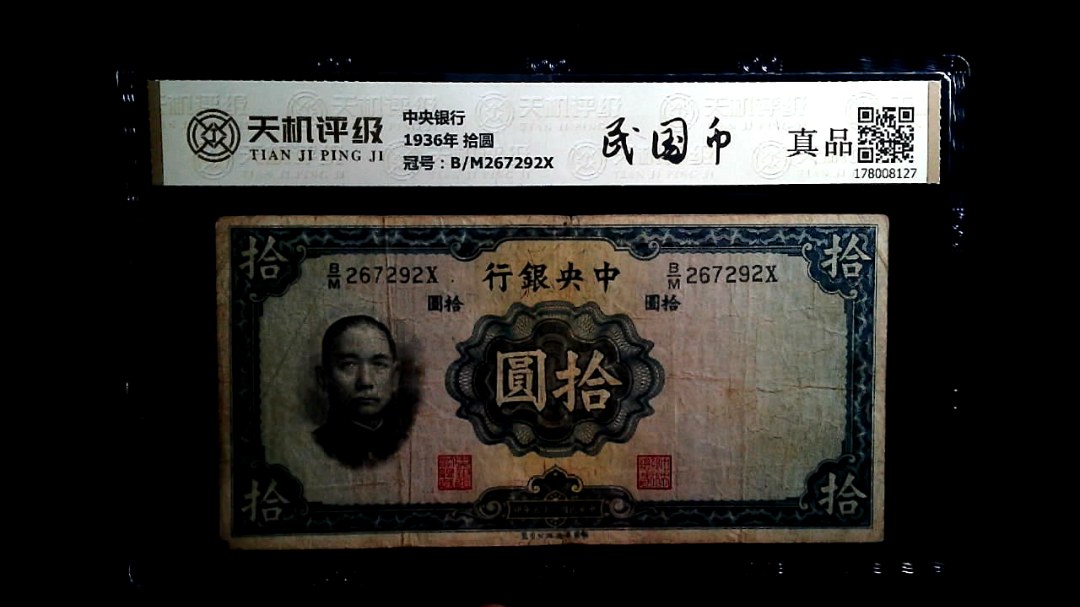 天机评级
TIAN JI PING JI
中央银行
1936年 拾圆
冠号：B/M267292X
民国币
真品
178008127
拾
拾
B/M 267292X
行銀央中
B/M 267292X
圓拾
圓拾
圓拾
拾
拾